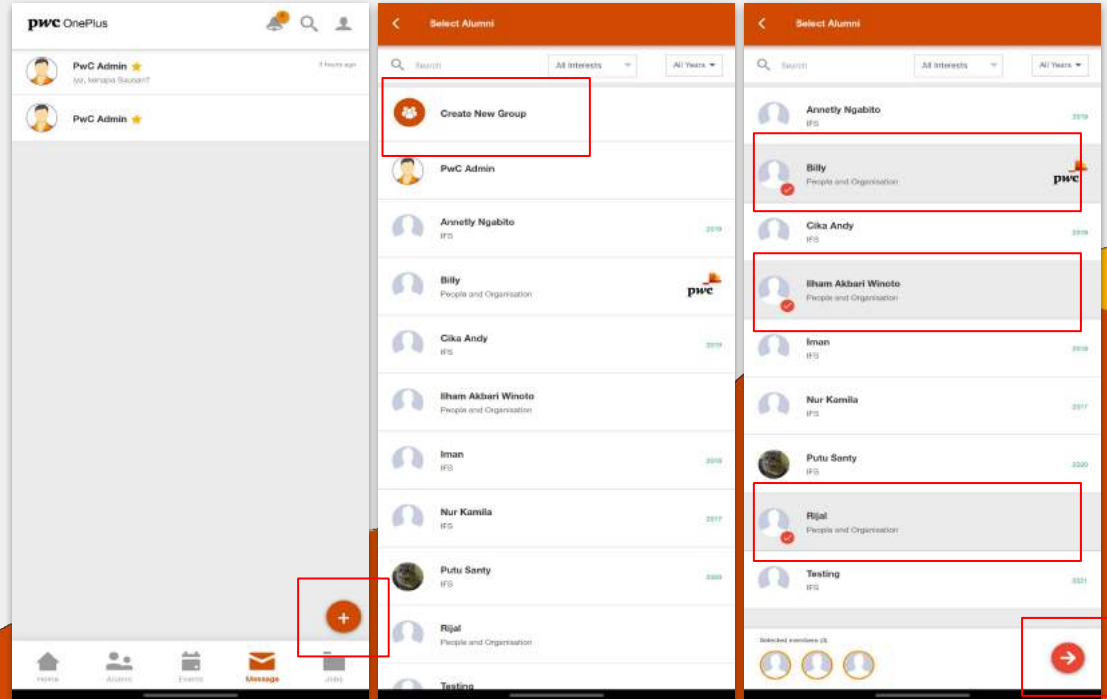 pwc OnePlus
PwC Admin
3 hours ago
iya, kenapa Saunan?
PwC Admin
+
Home
Alumni
Events
Message
Jobs
Select Alumni
Search
All Interests
All Years
Create New Group
PwC Admin
Annetly Ngabito
IFS
2019
Billy
People and Organisation
pwc
Cika Andy
IFS
2019
Ilham Akbari Winoto
People and Organisation
Iman
IFS
2018
Nur Kamila
IFS
2017
Putu Santy
IFS
2020
Rijal
People and Organisation
Testing
Select Alumni
Search
All Interests
All Years
Annetly Ngabito
IFS
2019
Billy
People and Organisation
pwc
Cika Andy
IFS
2019
Ilham Akbari Winoto
People and Organisation
Iman
IFS
2018
Nur Kamila
IFS
2017
Putu Santy
IFS
2020
Rijal
People and Organisation
Testing
IFS
2021
Selected members (3)